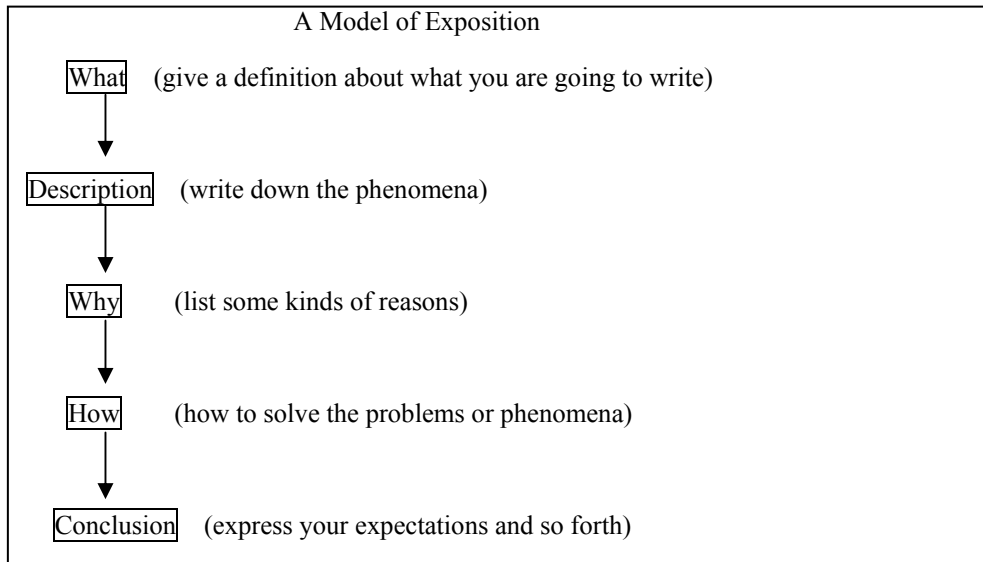 A Model of Exposition
What (give a definition about what you are going to write)
Description (write down the phenomena)
Why (list some kinds of reasons)
How (how to solve the problems or phenomena)
Conclusion (express your expectations and so forth)